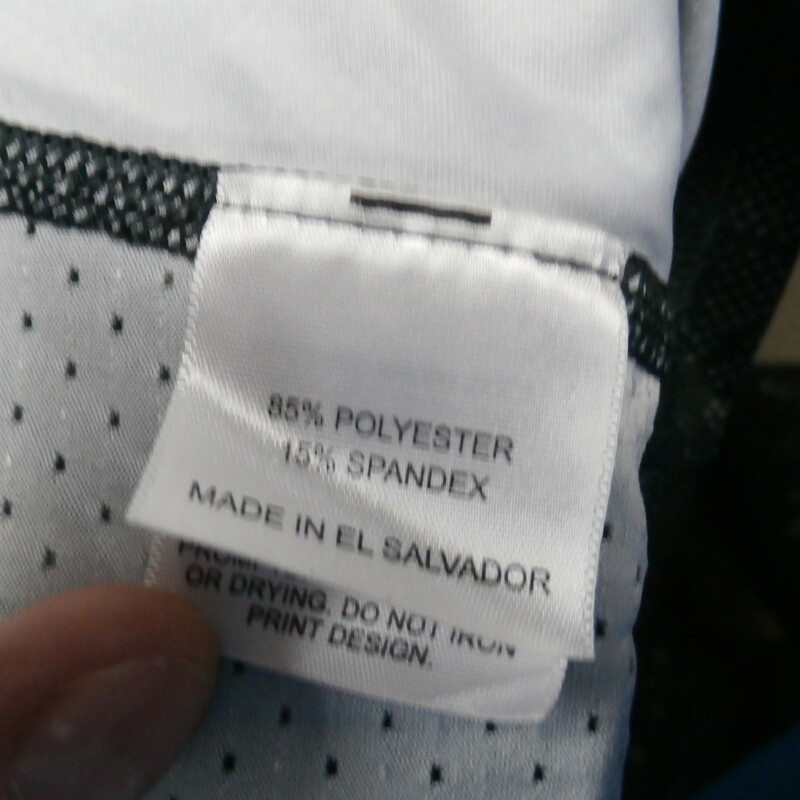 85% POLYESTER
15% SPANDEX
MADE IN EL SALVADOR
OR DRYING. DO NOT IRON
PRINT DESIGN.